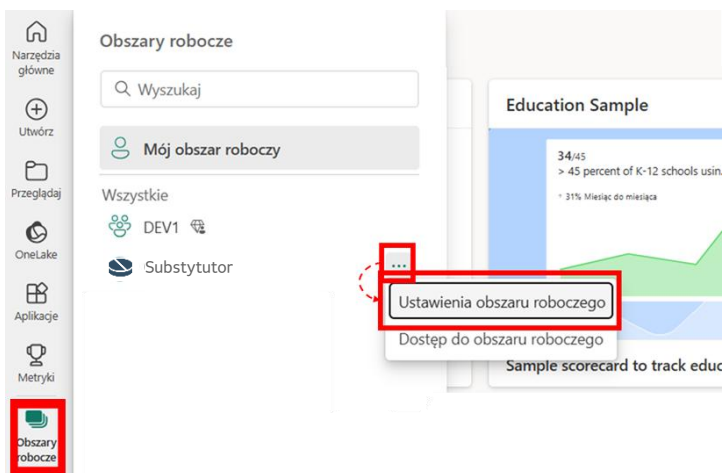 Narzędzia
główne
Utwórz
Przeglądaj
OneLake
Aplikacje
Metryki
Obszary
robocze
Obszary robocze
Wyszukaj
Mój obszar roboczy
Wszystkie
DEV1
Substytutor
...
Ustawienia obszaru roboczego
Dostęp do obszaru roboczego
Education Sample
34/45
> 45 percent of K-12 schools usin.
↑ 31% Miesiąc do miesiąca
Sample scorecard to track educ